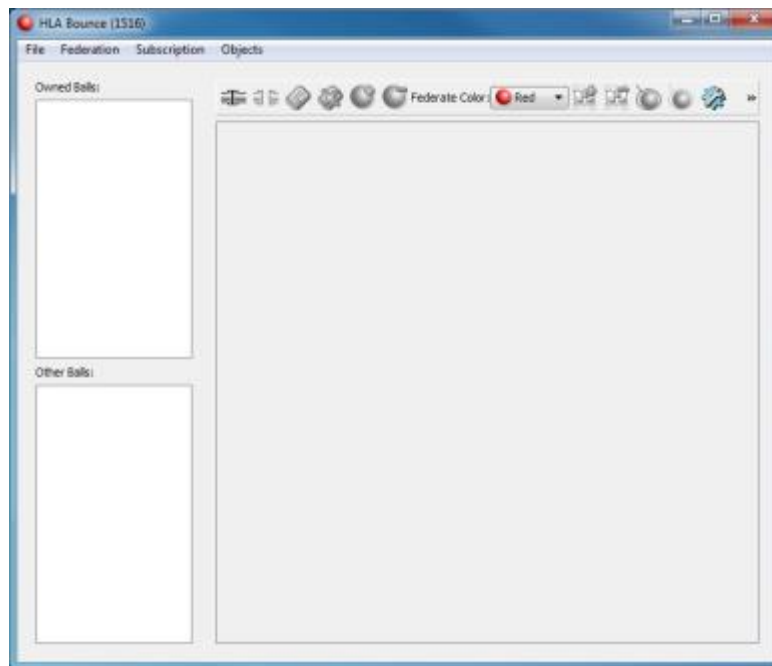 HLA Bounce (1516)
File Federation Subscription Objects
Owned Balls:
Federate Color: Red
Other Balls: